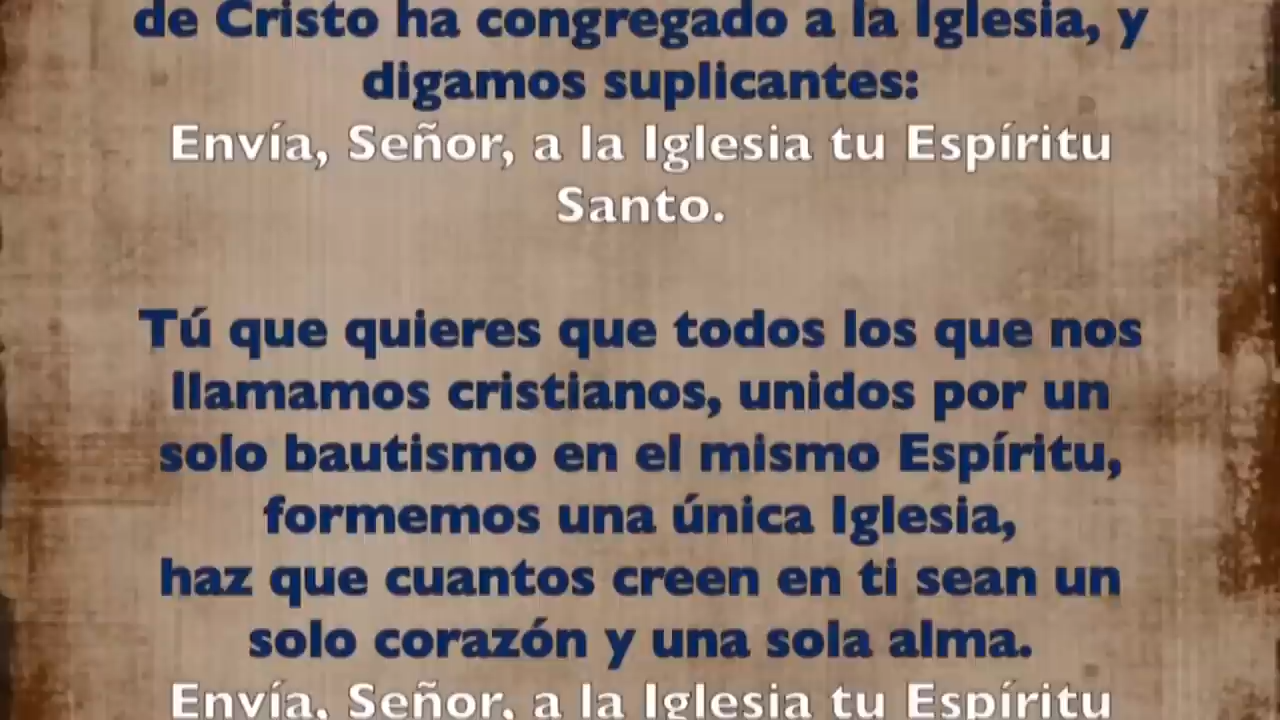 de Cristo ha congregado a la Iglesia, y
digamos suplicantes:
Envía, Señor, a la Iglesia tu Espíritu
Santo.
Tú que quieres que todos los que nos
llamamos cristianos, unidos por un
solo bautismo en el mismo Espíritu,
formemos una única Iglesia,
haz que cuantos creen en ti sean un
solo corazón y una sola alma.
Envía, Señor, a la Iglesia tu Espíritu